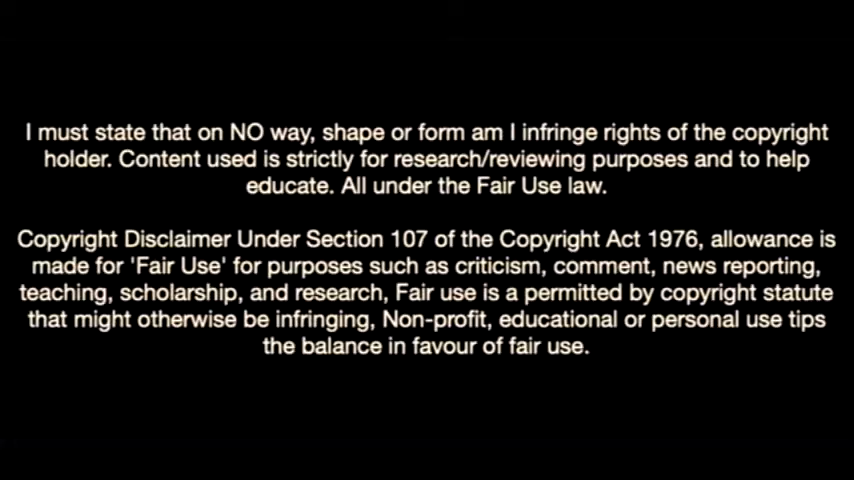 I must state that on NO way, shape or form am I infringe rights of the copyright
holder. Content used is strictly for research/reviewing purposes and to help
educate. All under the Fair Use law.
Copyright Disclaimer Under Section 107 of the Copyright Act 1976, allowance is
made for 'Fair Use' for purposes such as criticism, comment, news reporting,
teaching, scholarship, and research, Fair use is a permitted by copyright statute
that might otherwise be infringing, Non-profit, educational or personal use tips
the balance in favour of fair use.